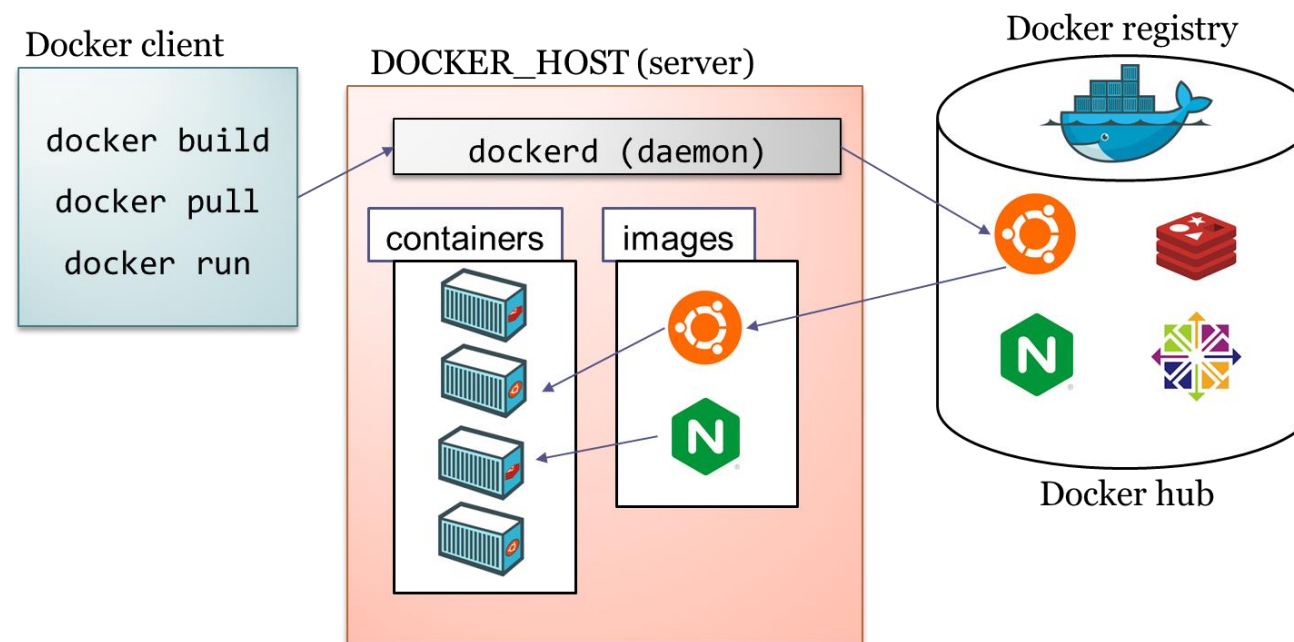 Docker client
docker build
docker pull
docker run
DOCKER_HOST (server)
dockerd (daemon)
containers
images
N
Docker registry
N
Docker hub